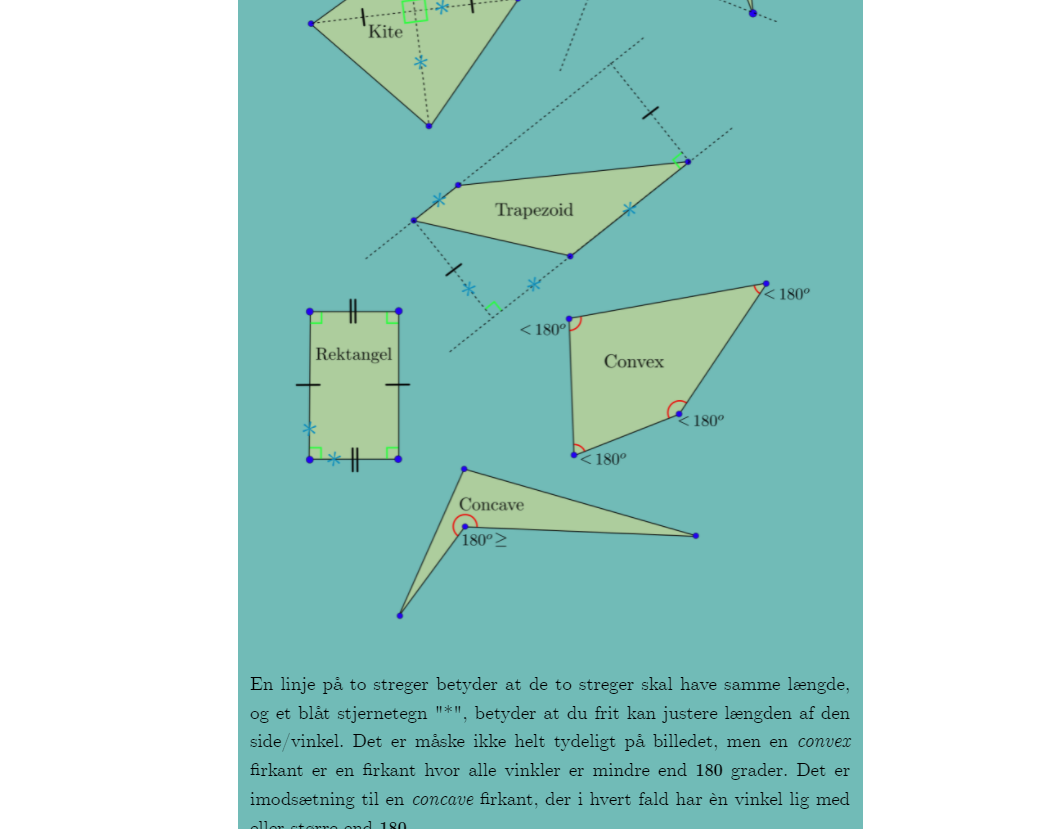 Kite
Trapezoid
< 180°
< 180°
Rektangel
Convex
< 180°
< 180°
Concave
180° ≥
En linje på to streger betyder at de to streger skal have samme længde,
og et blåt stjernetegn "*", betyder at du frit kan justere længden af den
side/vinkel. Det er måske ikke helt tydeligt på billedet, men en convex
firkant er en firkant hvor alle vinkler er mindre end 180 grader. Det er
imodsætning til en concave firkant, der i hvert fald har èn vinkel lig med
eller større end 180.